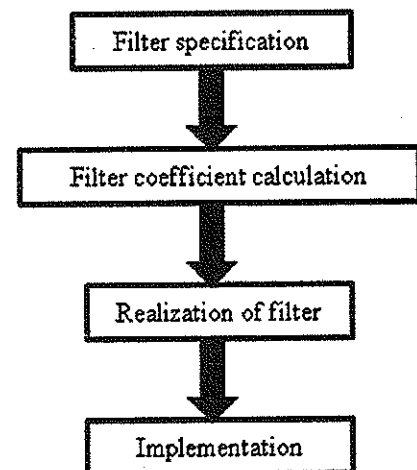 Filter specification
Filter coefficient calculation
Realization of filter
Implementation